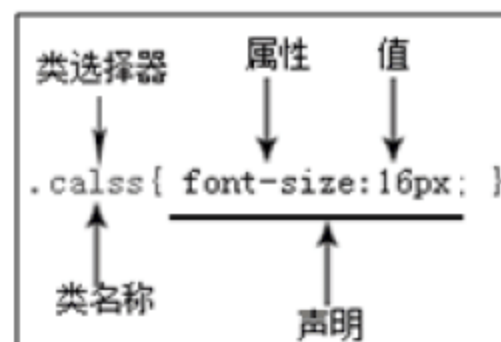 类选择器 属性 值
.calss{ font-size:16px; }
类名称 声明